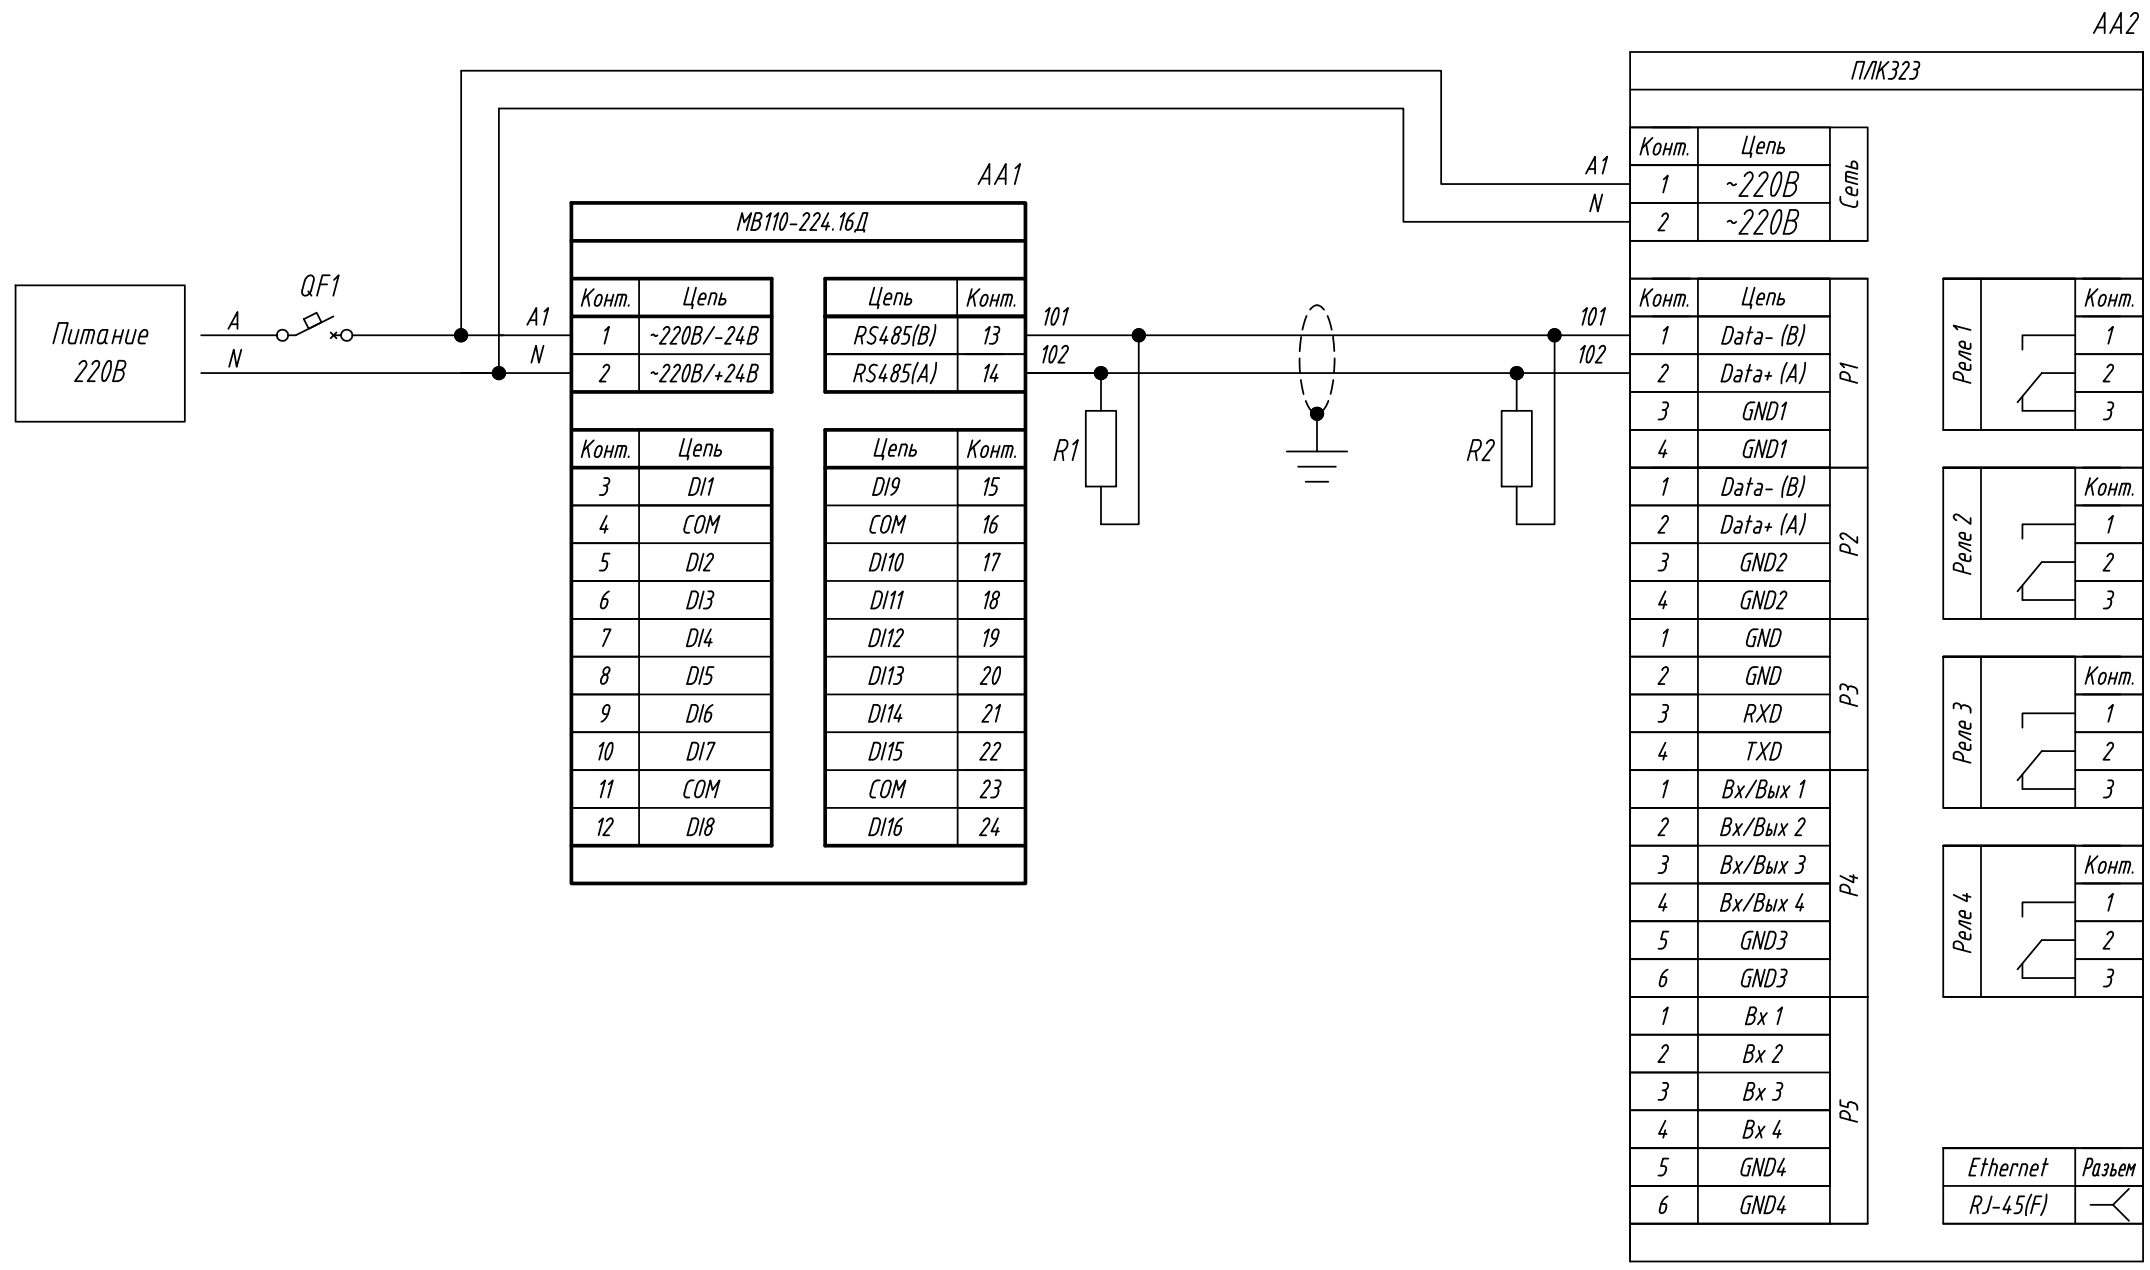 AA2
ПЛК323
Конт. Цепь
A1 1 ~220В Сеть
N 2 ~220В
AA1
МВ110-224.16Д
Питание
220В
A
N
QF1
A1
N
Конт. Цепь Цепь Конт.
1 ~220В/-24В RS485(B) 13
2 ~220В/+24В RS485(A) 14
101
102
101
102
R1
R2
Конт. Цепь Цепь Конт.
3 DI1 DI9 15
4 COM COM 16
5 DI2 DI10 17
6 DI3 DI11 18
7 DI4 DI12 19
8 DI5 DI13 20
9 DI6 DI14 21
10 DI7 DI15 22
11 COM COM 23
12 DI8 DI16 24
Конт. Цепь
P1
1 Data- (B)
2 Data+ (A)
3 GND1
4 GND1
P2
1 Data- (B)
2 Data+ (A)
3 GND2
4 GND2
P3
1 GND
2 GND
3 RXD
4 TXD
P4
1 Вх/Вых 1
2 Вх/Вых 2
3 Вх/Вых 3
4 Вх/Вых 4
5 GND3
6 GND3
P5
1 Вх 1
2 Вх 2
3 Вх 3
4 Вх 4
5 GND4
6 GND4
Реле 1
Конт.
1
2
3
Реле 2
Конт.
1
2
3
Реле 3
Конт.
1
2
3
Реле 4
Конт.
1
2
3
Ethernet Разьем
RJ-45(F)